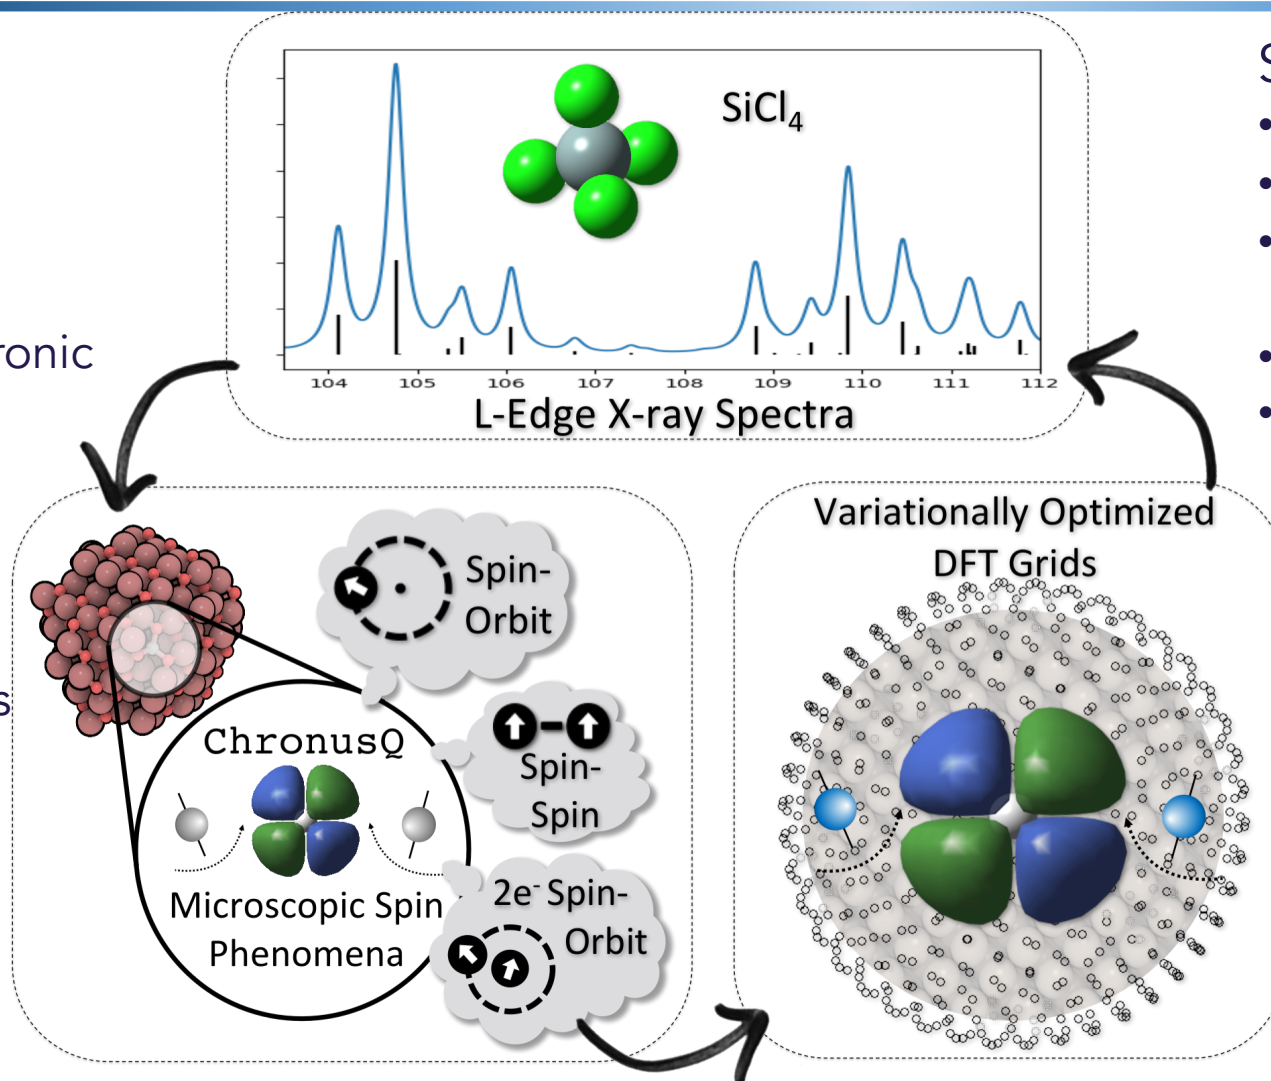 S
•
•
•
•
•
ronic
s
SiCl₄
104 105 106 107 108 109 110 111 112
L-Edge X-ray Spectra
Spin-
Orbit
Spin-
Spin
2e⁻ Spin-
Orbit
ChronusQ
Microscopic Spin
Phenomena
Variationally Optimized
DFT Grids